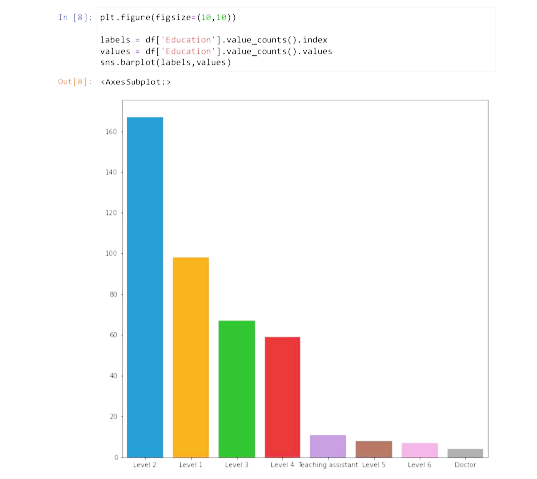 In [8]: plt.figure(figsize=(10,10))
labels = df['Education'].value_counts().index
values = df['Education'].value_counts().values
sns.barplot(labels,values)
Out[8]: <AxesSubplot:>
160
140
120
100
80
60
40
20
0
Level 2 Level 1 Level 3 Level 4 Teaching assistant Level 5 Level 6 Doctor